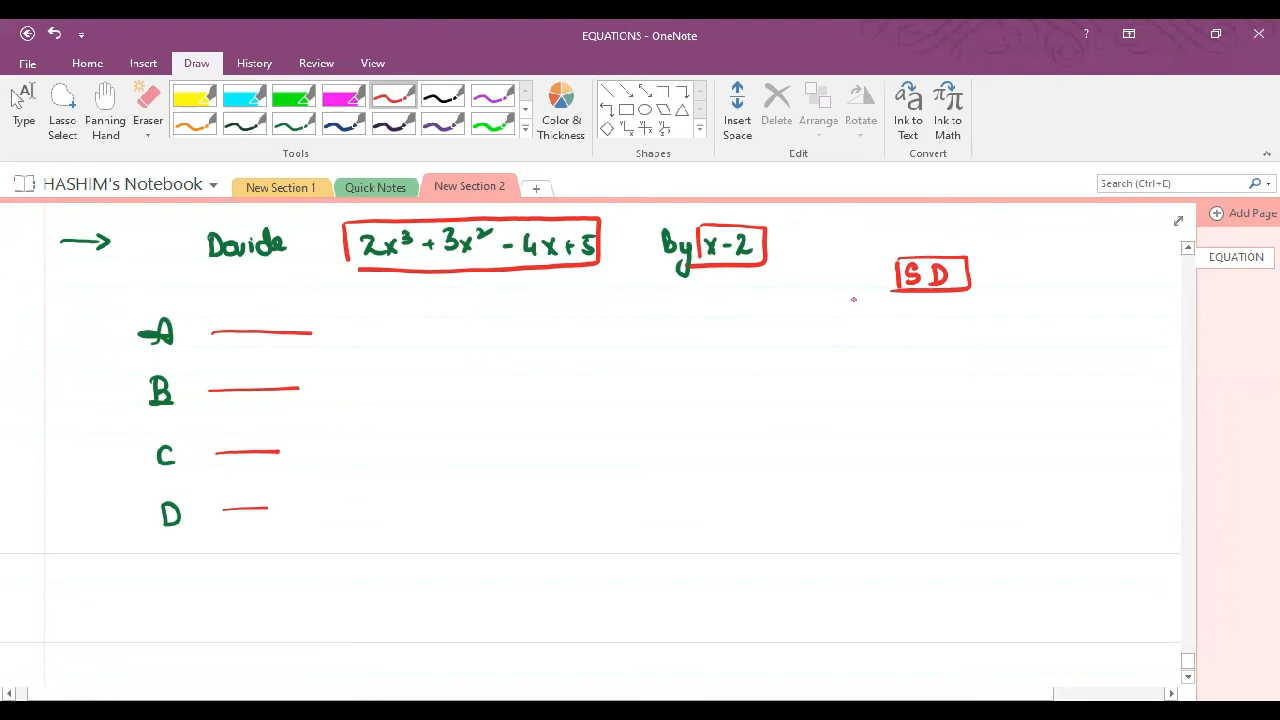 EQUATIONS - OneNote
?
File Home Insert Draw History Review View
Type
Lasso Select
Panning Hand
Eraser
Color & Thickness
Insert Space
Delete
Arrange
Rotate
Ink to Text
Ink to Math
Tools Shapes Edit Convert
HASHIM's Notebook New Section 1 Quick Notes New Section 2 Search (Ctrl+E)
Add Page
EQUATION
→ Devide 2x³ + 3x² - 4x + 5 By x - 2
S D
A
B
C
D